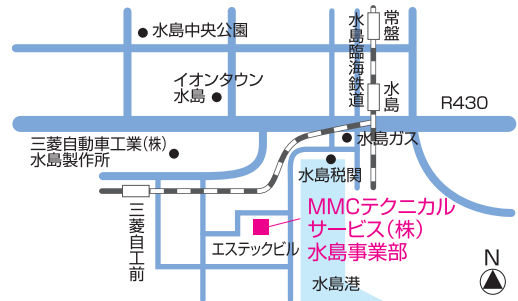 水島中央公園
常盤
水島臨海鉄道
イオンタウン
水島
水島
R430
三菱自動車工業(株)
水島製作所
水島ガス
水島税関
三菱自工前
MMCテクニカル
サービス(株)
水島事業部
エステックビル
水島港
N